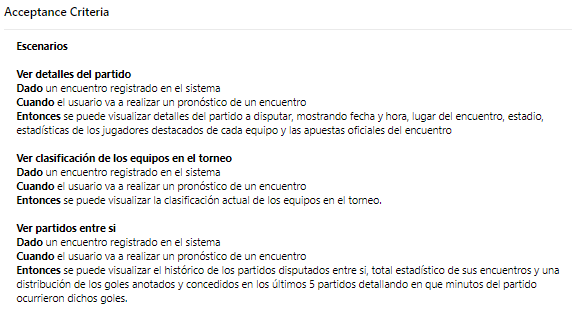 Acceptance Criteria
Escenarios
Ver detalles del partido
Dado un encuentro registrado en el sistema
Cuando el usuario va a realizar un pronóstico de un encuentro
Entonces se puede visualizar detalles del partido a disputar, mostrando fecha y hora, lugar del encuentro, estadio,
estadísticas de los jugadores destacados de cada equipo y las apuestas oficiales del encuentro
Ver clasificación de los equipos en el torneo
Dado un encuentro registrado en el sistema
Cuando el usuario va a realizar un pronóstico de un encuentro
Entonces se puede visualizar la clasificación actual de los equipos en el torneo.
Ver partidos entre si
Dado un encuentro registrado en el sistema
Cuando el usuario va a realizar un pronóstico de un encuentro
Entonces se puede visualizar el histórico de los partidos disputados entre si, total estadístico de sus encuentros y una
distribución de los goles anotados y concedidos en los últimos 5 partidos detallando en que minutos del partido
ocurrieron dichos goles.